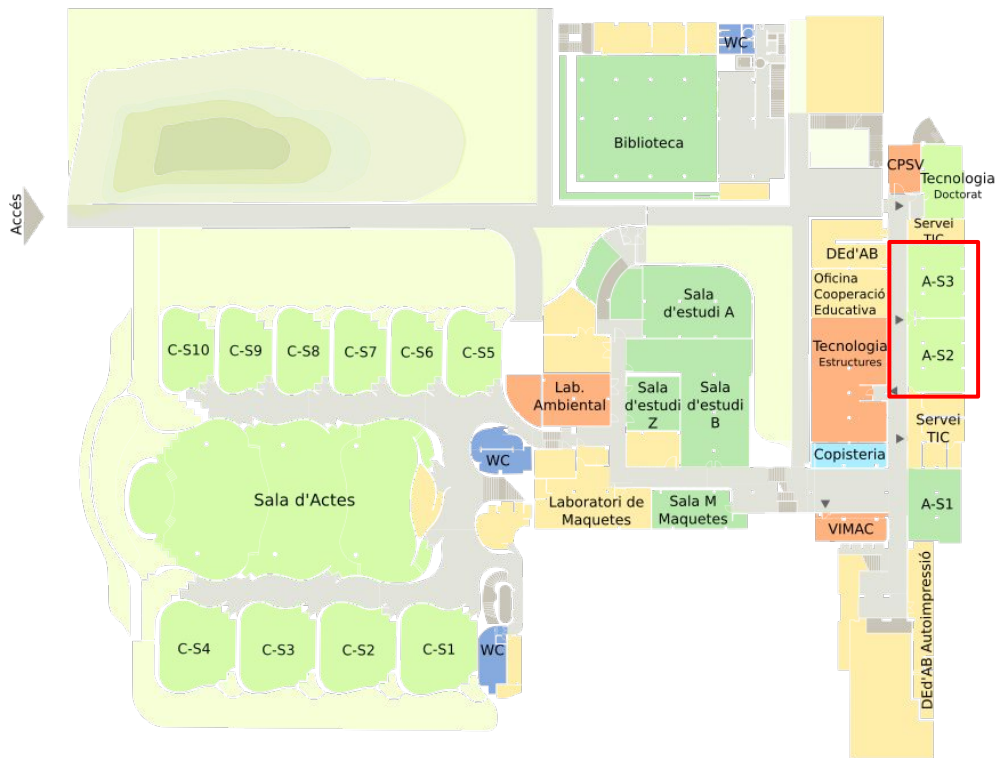 WC
Biblioteca
CPSV
Tecnologia
Doctorat
Accés
Servei
TIC
DEd'AB
A-S3
Oficina
Cooperació
Educativa
Sala
d'estudi A
C-S10
C-S9
C-S8
C-S7
C-S6
C-S5
Tecnologia
Estructures
A-S2
Lab.
Ambiental
Sala
d'estudi
Z
Sala
d'estudi
B
Servei
TIC
WC
Copisteria
Sala d'Actes
Laboratori de
Maquetes
Sala M
Maquetes
A-S1
VIMAC
C-S4
C-S3
C-S2
C-S1
WC
DEd'AB Autoimpressió